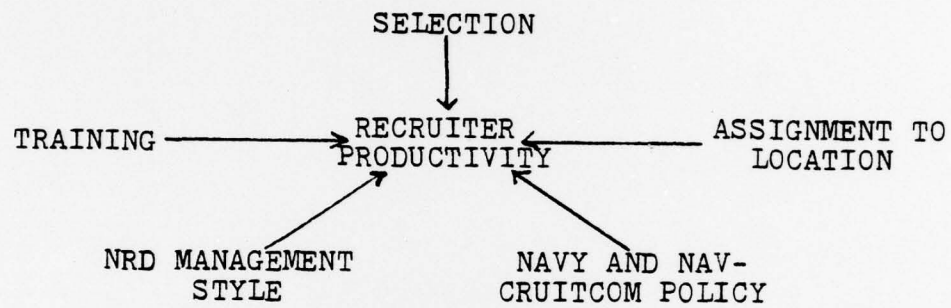 SELECTION
TRAINING
RECRUITER
PRODUCTIVITY
ASSIGNMENT TO
LOCATION
NRD MANAGEMENT
STYLE
NAVY AND NAV-
CRUITCOM POLICY